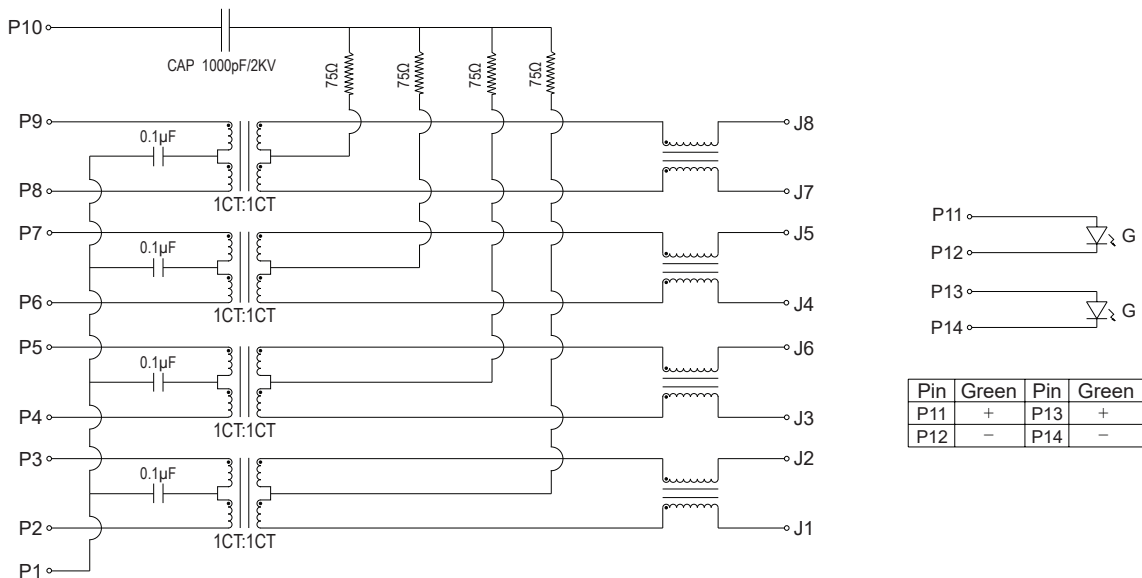 P10
CAP 1000pF/2KV
75Ω
75Ω
75Ω
75Ω
P9
0.1µF
J8
P8
1CT:1CT
J7
P7
0.1µF
J5
P6
1CT:1CT
J4
P5
0.1µF
J6
P4
1CT:1CT
J3
P3
0.1µF
J2
P2
1CT:1CT
J1
P1
P11
G
P12
P13
G
P14
Pin Green Pin Green
P11 + P13 +
P12 − P14 −